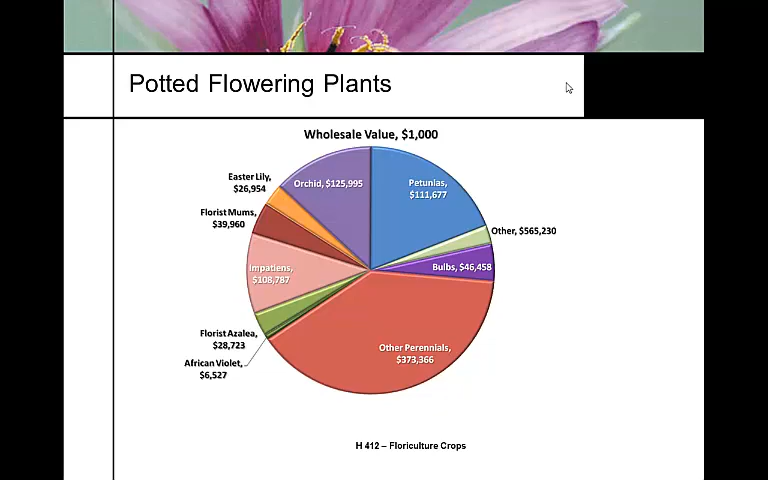 Potted Flowering Plants
Wholesale Value, $1,000
Easter Lily,
$26,954
Orchid, $125,995
Petunias,
$111,677
Florist Mums,
$39,960
Other, $565,230
Impatiens,
$108,787
Bulbs, $46,458
Florist Azalea,
$28,723
Other Perennials,
$373,366
African Violet,
$6,527
H 412 – Floriculture Crops